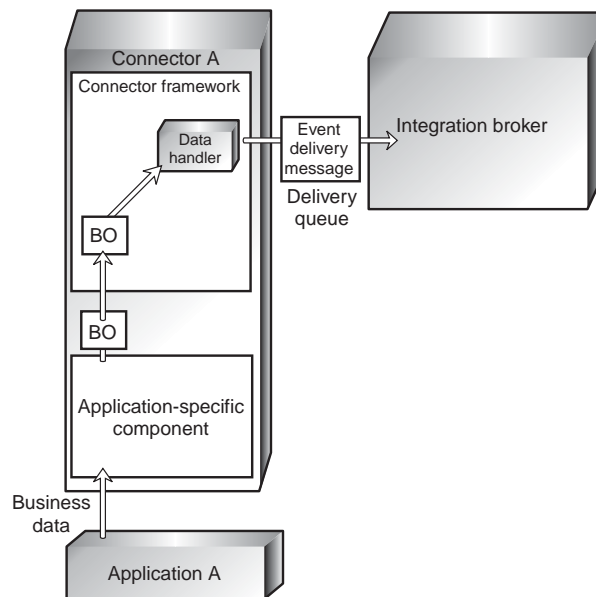 Connector A
Connector framework
Data
handler
Event
delivery
message
Delivery
queue
Integration broker
BO
BO
Application-specific
component
Business
data
Application A